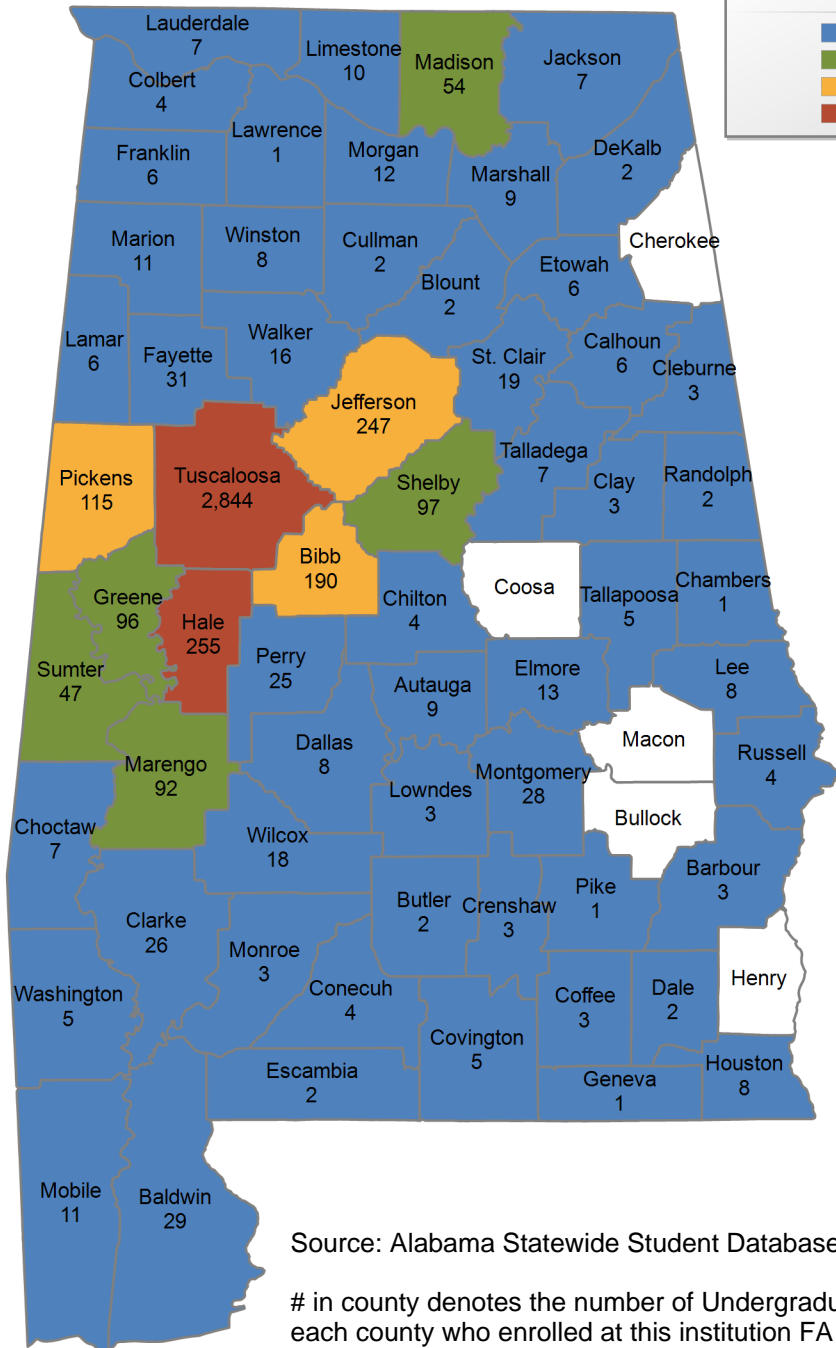 Lauderdale
7
Limestone
10
Madison
54
Jackson
7
Colbert
4
Lawrence
1
Franklin
6
Morgan
12
Marshall
9
DeKalb
2
Cherokee
Marion
11
Winston
8
Cullman
2
Blount
2
Etowah
6
Lamar
6
Fayette
31
Walker
16
St. Clair
19
Calhoun
6
Cleburne
3
Jefferson
247
Pickens
115
Tuscaloosa
2,844
Shelby
97
Talladega
7
Clay
3
Randolph
2
Bibb
190
Greene
96
Hale
255
Chilton
4
Coosa
Tallapoosa
5
Chambers
1
Sumter
47
Perry
25
Autauga
9
Elmore
13
Lee
8
Marengo
92
Dallas
8
Lowndes
3
Montgomery
28
Macon
Russell
4
Bullock
Choctaw
7
Wilcox
18
Butler
2
Crenshaw
3
Pike
1
Barbour
3
Clarke
26
Monroe
3
Conecuh
4
Washington
5
Covington
5
Coffee
3
Dale
2
Henry
Escambia
2
Geneva
1
Houston
8
Mobile
11
Baldwin
29
Source: Alabama Statewide Student Database
# in county denotes the number of Undergradu
each county who enrolled at this institution FA